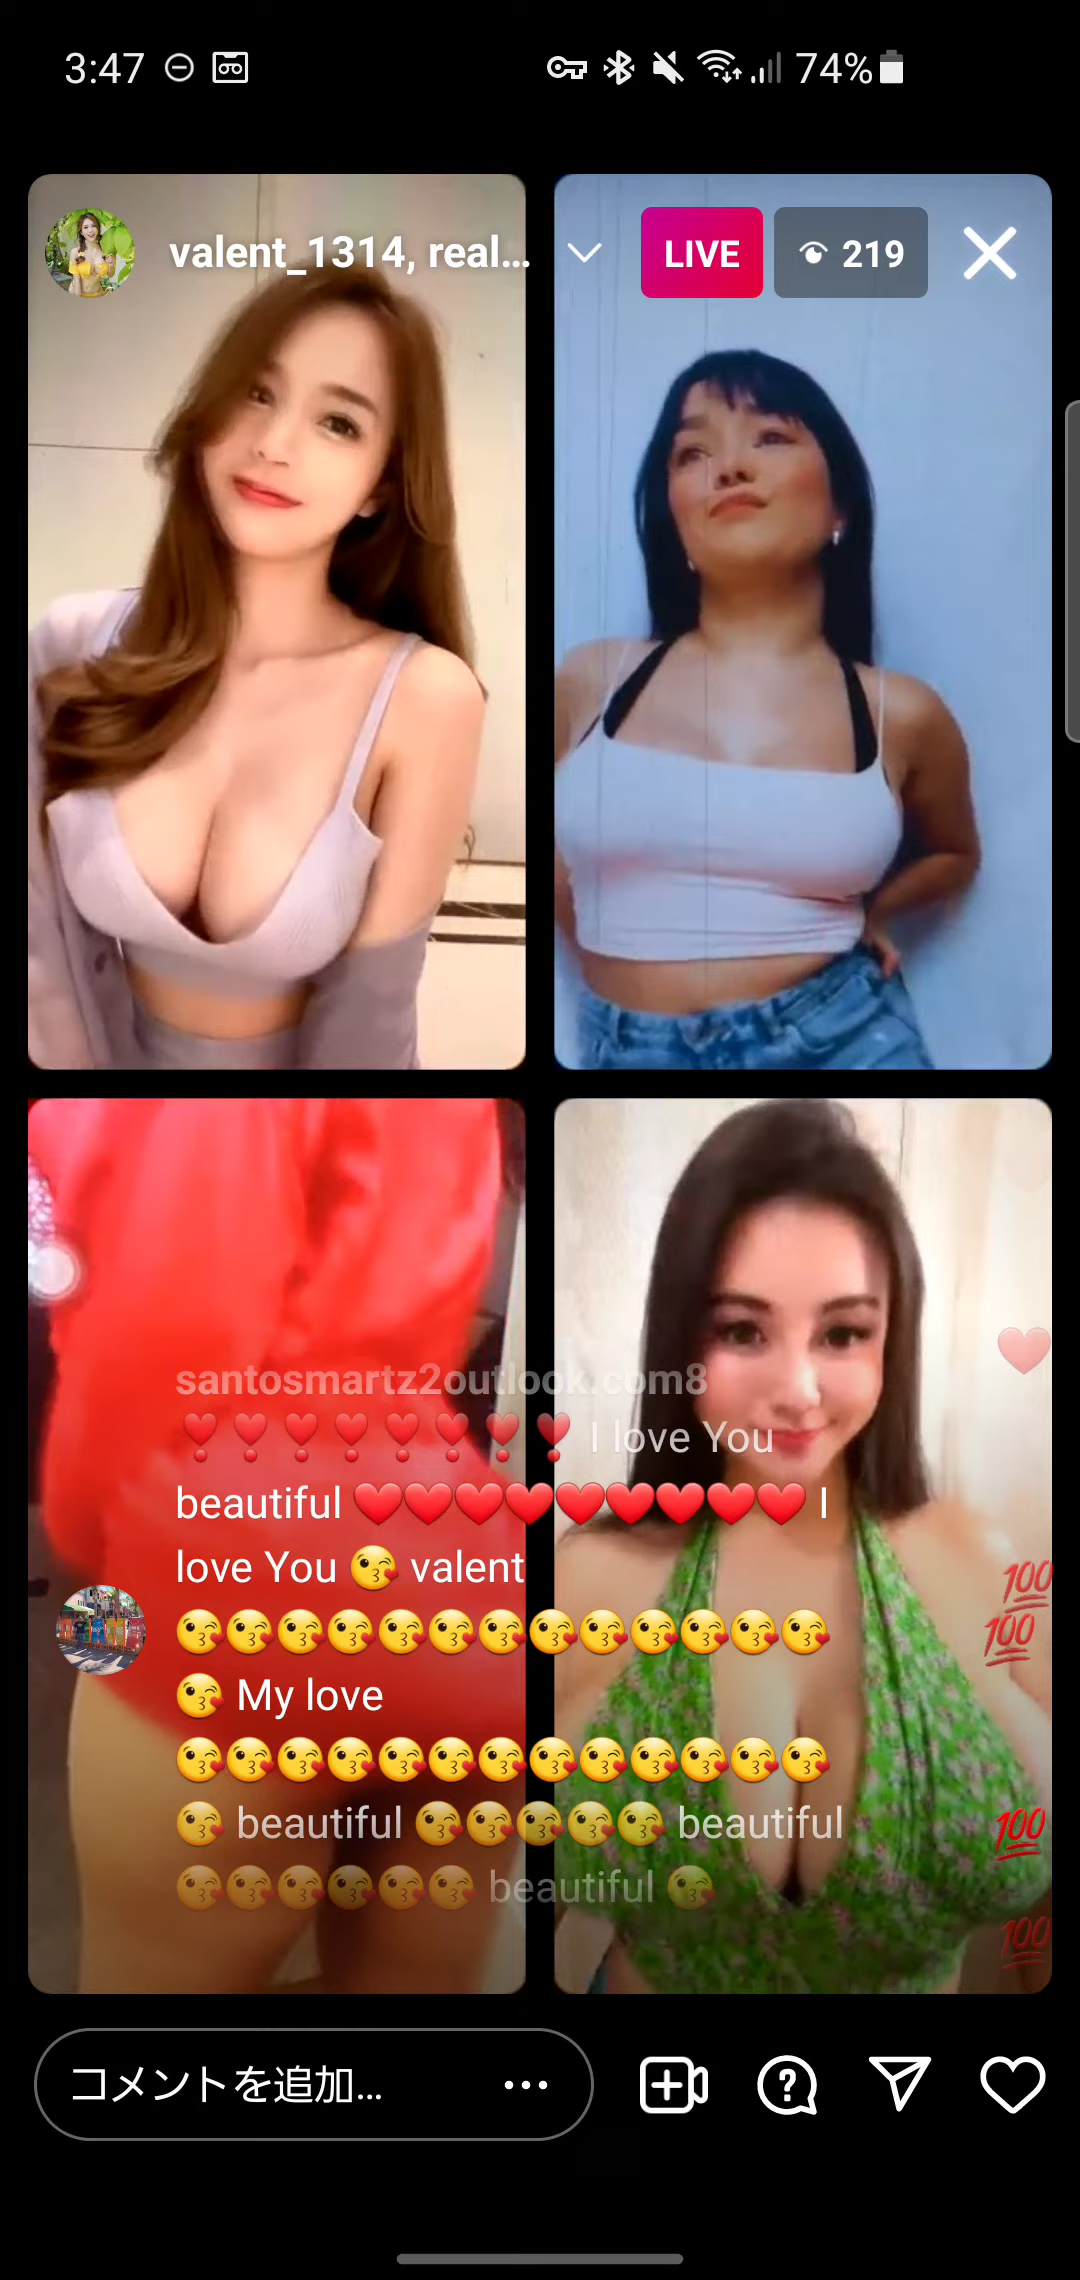 3:47 74%
valent_1314, real... LIVE 219
santosmartz2outlook.com8
❣❣❣❣❣❣❣❣ I love You
beautiful ❤❤❤❤❤❤❤❤❤ I
love You 😘 valent
😘😘😘😘😘😘😘😘😘😘😘😘😘
😘 My love
😘😘😘😘😘😘😘😘😘😘😘😘😘
😘 beautiful 😘😘😘😘😘 beautiful
😘😘😘😘😘😘 beautiful 😘
💯
💯
💯
💯
コメントを追加...